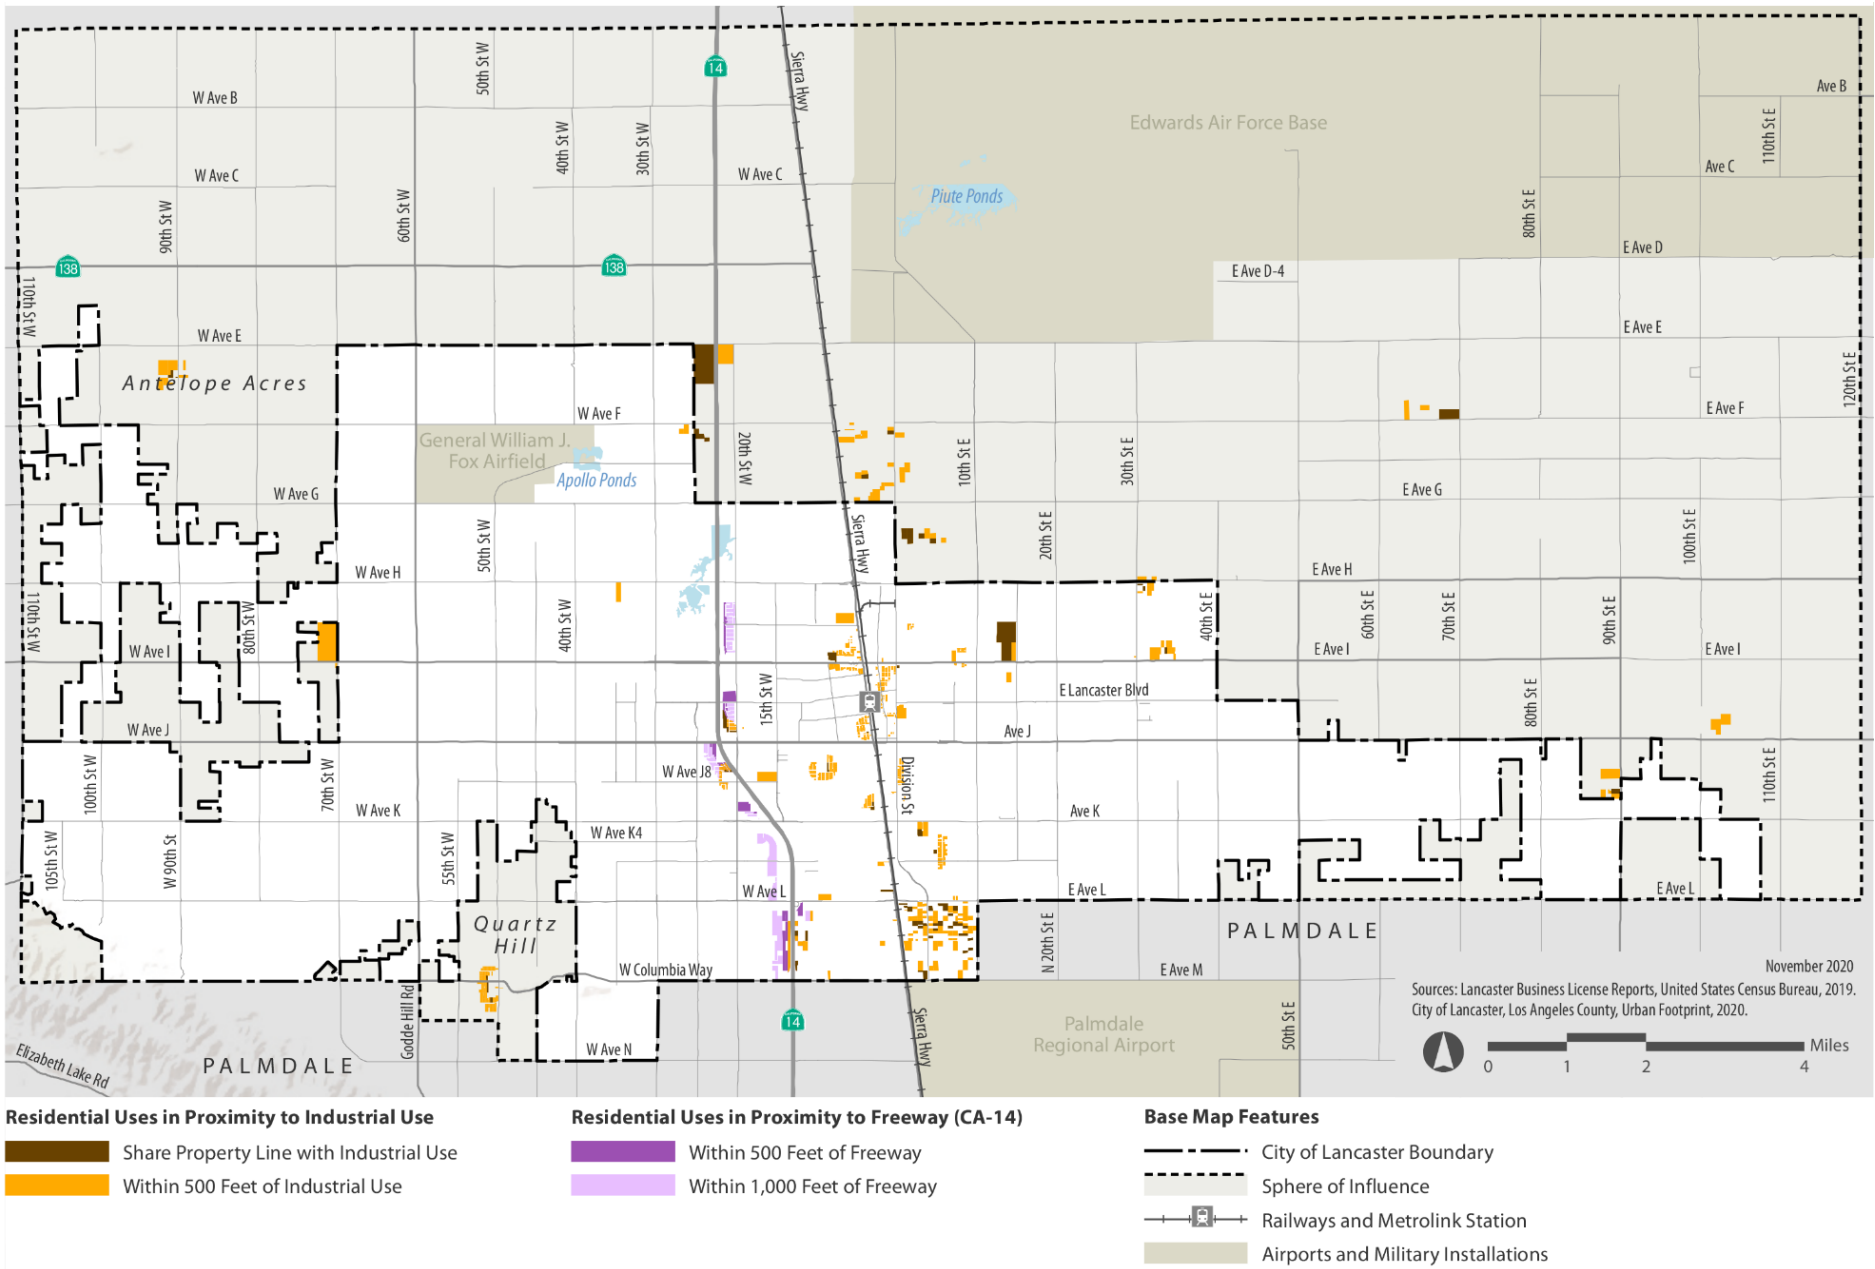 14
Sierra Hwy
50th St W
W Ave B
Ave B
Edwards Air Force Base
110th St E
40th St W
30th St W
W Ave C
W Ave C
Ave C
Piute Ponds
90th St W
60th St W
80th St E
E Ave D
138
138
E Ave D-4
110th St W
W Ave E
E Ave E
Antelope Acres
120th St E
W Ave F
E Ave F
General William J.
Fox Airfield
Apollo Ponds
20th St W
10th St E
30th St E
W Ave G
E Ave G
50th St W
Sierra Hwy
20th St E
100th St E
W Ave H
E Ave H
110th St W
80th St W
40th St W
40th St E
60th St E
70th St E
90th St E
W Ave I
E Ave I
E Ave I
E Lancaster Blvd
15th St W
80th St E
W Ave J
Ave J
100th St W
70th St W
W Ave J8
Division St
110th St E
W Ave K
Ave K
W Ave K4
105th St W
W 90th St
55th St W
W Ave L
E Ave L
E Ave L
Quartz
Hill
N 20th St E
PALMDALE
W Columbia Way
E Ave M
November 2020
Sources: Lancaster Business License Reports, United States Census Bureau, 2019.
City of Lancaster, Los Angeles County, Urban Footprint, 2020.
Godde Hill Rd
14
Sierra Hwy
Palmdale
Regional Airport
50th St E
Elizabeth Lake Rd
PALMDALE
W Ave N
Miles
0
1
2
4
Residential Uses in Proximity to Industrial Use
Share Property Line with Industrial Use
Within 500 Feet of Industrial Use
Residential Uses in Proximity to Freeway (CA-14)
Within 500 Feet of Freeway
Within 1,000 Feet of Freeway
Base Map Features
City of Lancaster Boundary
Sphere of Influence
Railways and Metrolink Station
Airports and Military Installations